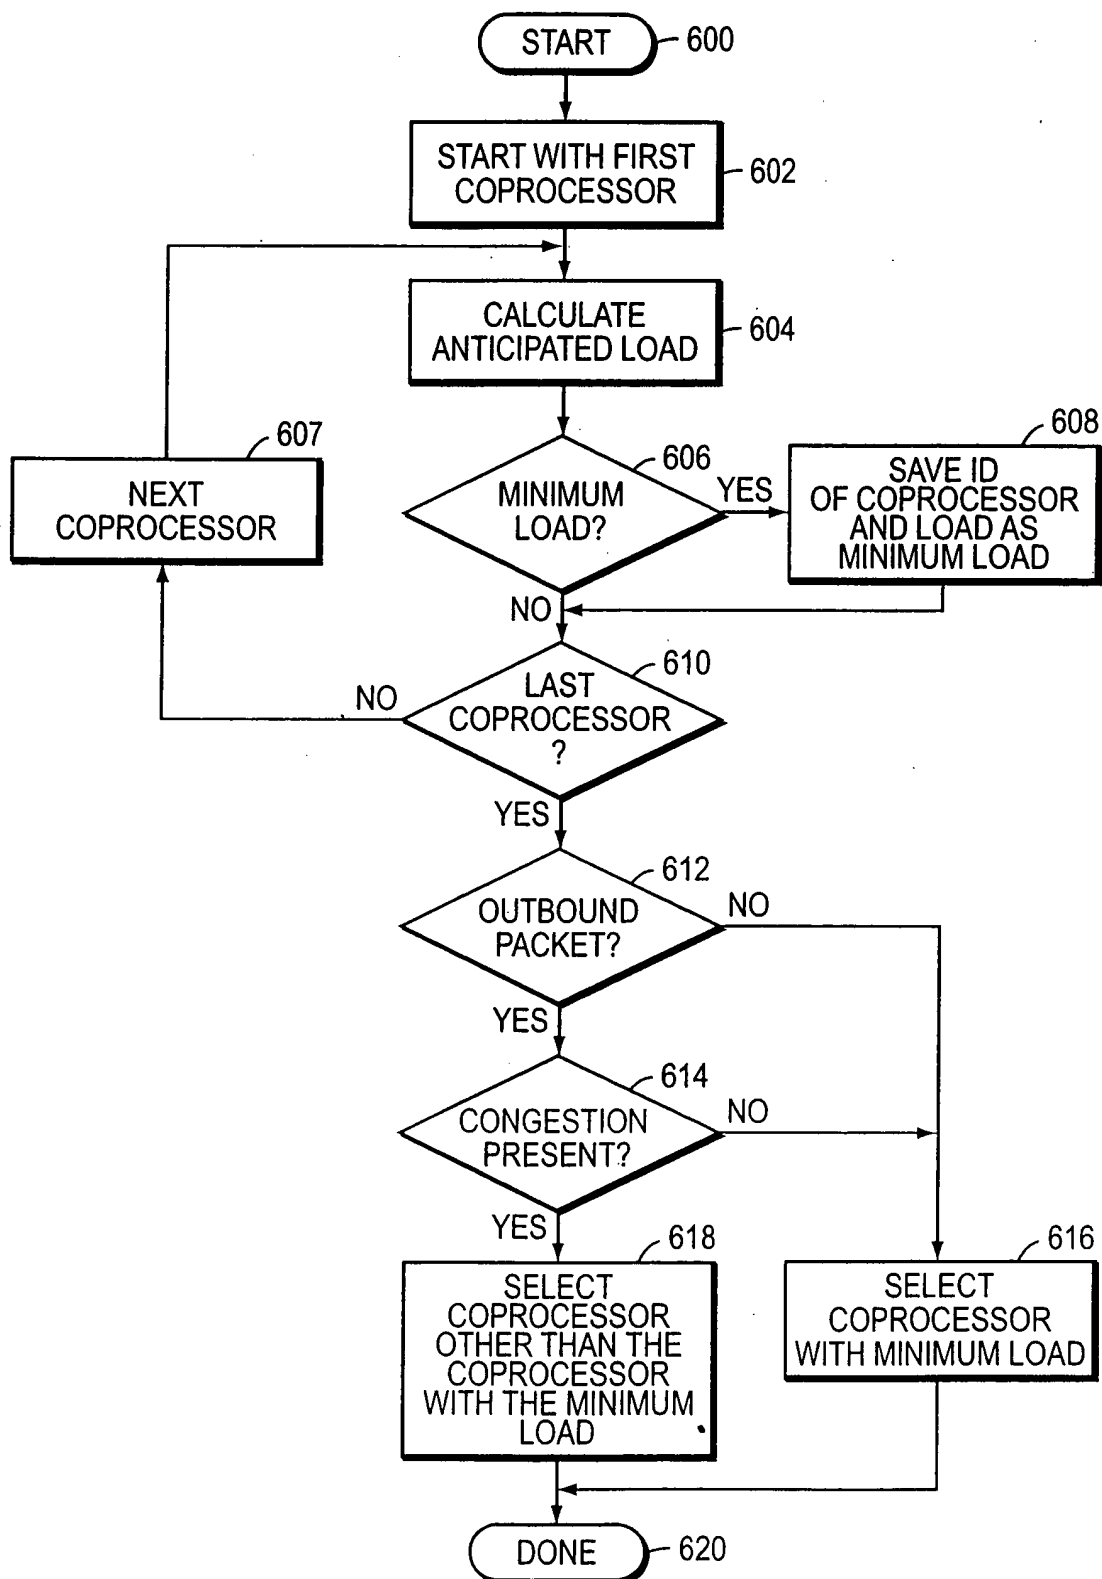 START
600
START WITH FIRST
COPROCESSOR
602
CALCULATE
ANTICIPATED LOAD
604
607
NEXT
COPROCESSOR
606
MINIMUM
LOAD?
YES
608
SAVE ID
OF COPROCESSOR
AND LOAD AS
MINIMUM LOAD
NO
610
LAST
COPROCESSOR
?
NO
YES
612
OUTBOUND
PACKET?
NO
YES
614
CONGESTION
PRESENT?
NO
YES
618
SELECT
COPROCESSOR
OTHER THAN THE
COPROCESSOR
WITH THE MINIMUM
LOAD
616
SELECT
COPROCESSOR
WITH MINIMUM LOAD
DONE
620